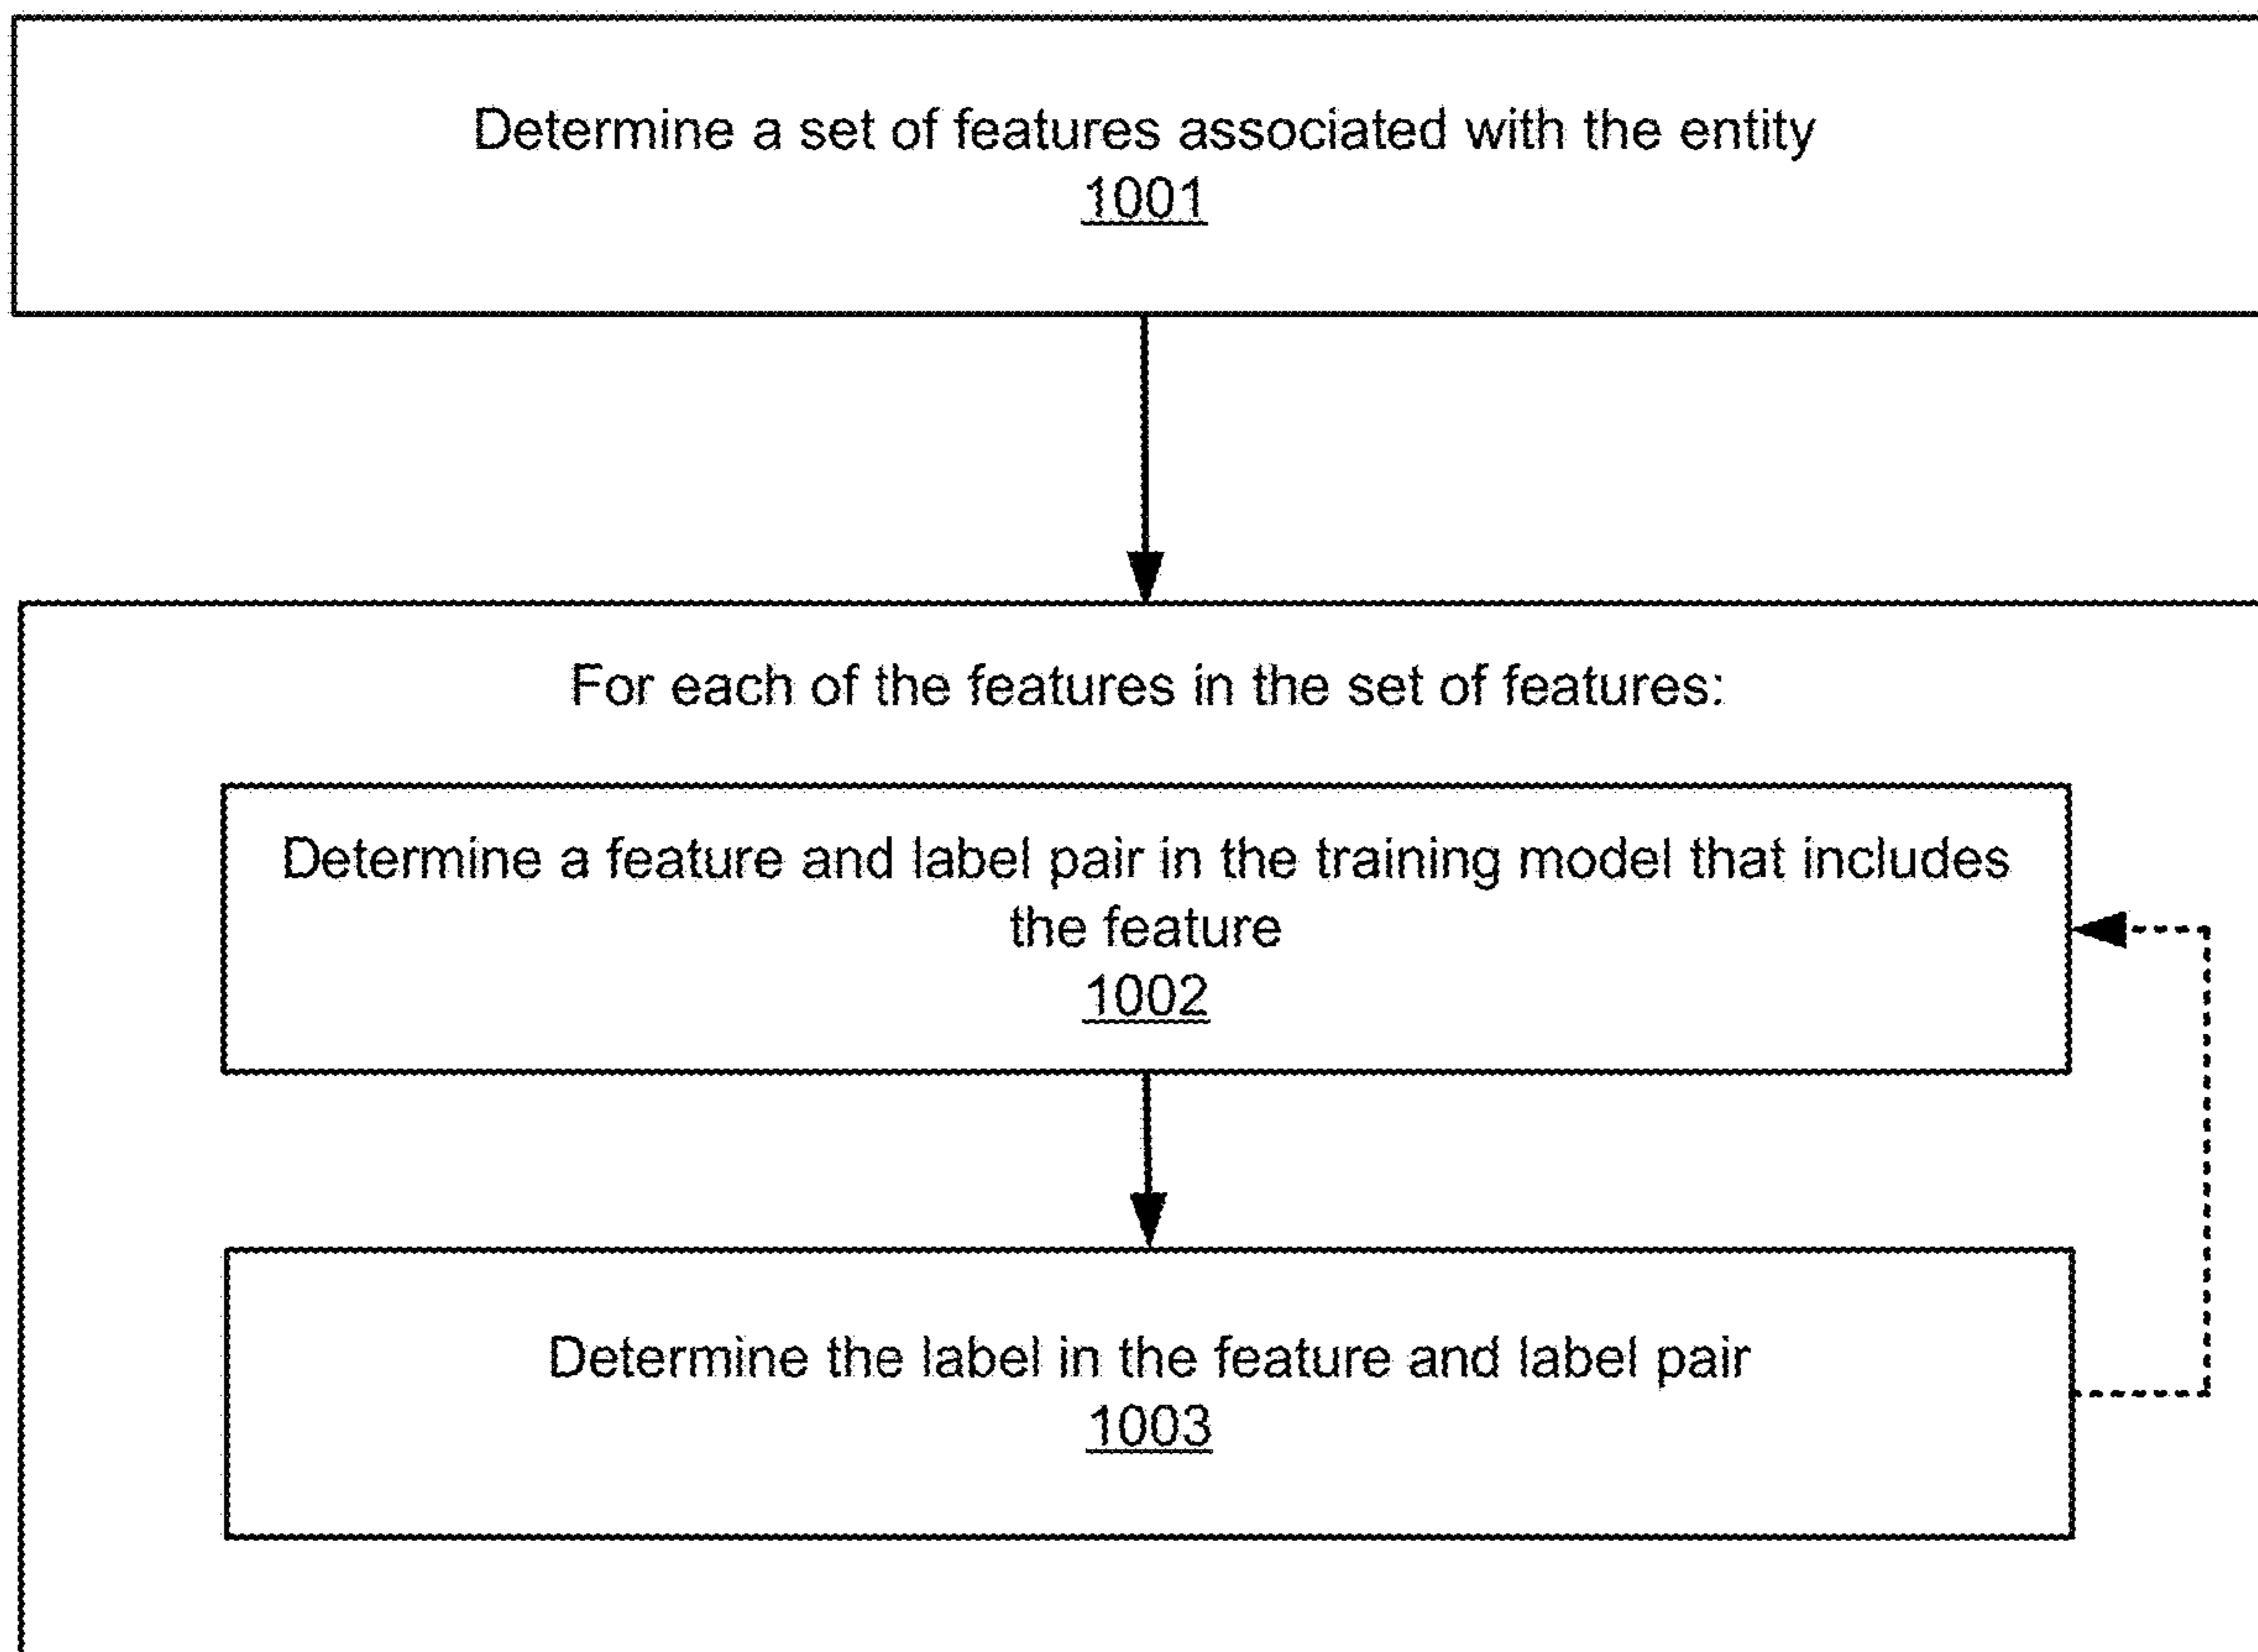 Determine a set of features associated with the entity
1001
For each of the features in the set of features:
Determine a feature and label pair in the training model that includes
the feature
1002
Determine the label in the feature and label pair
1003